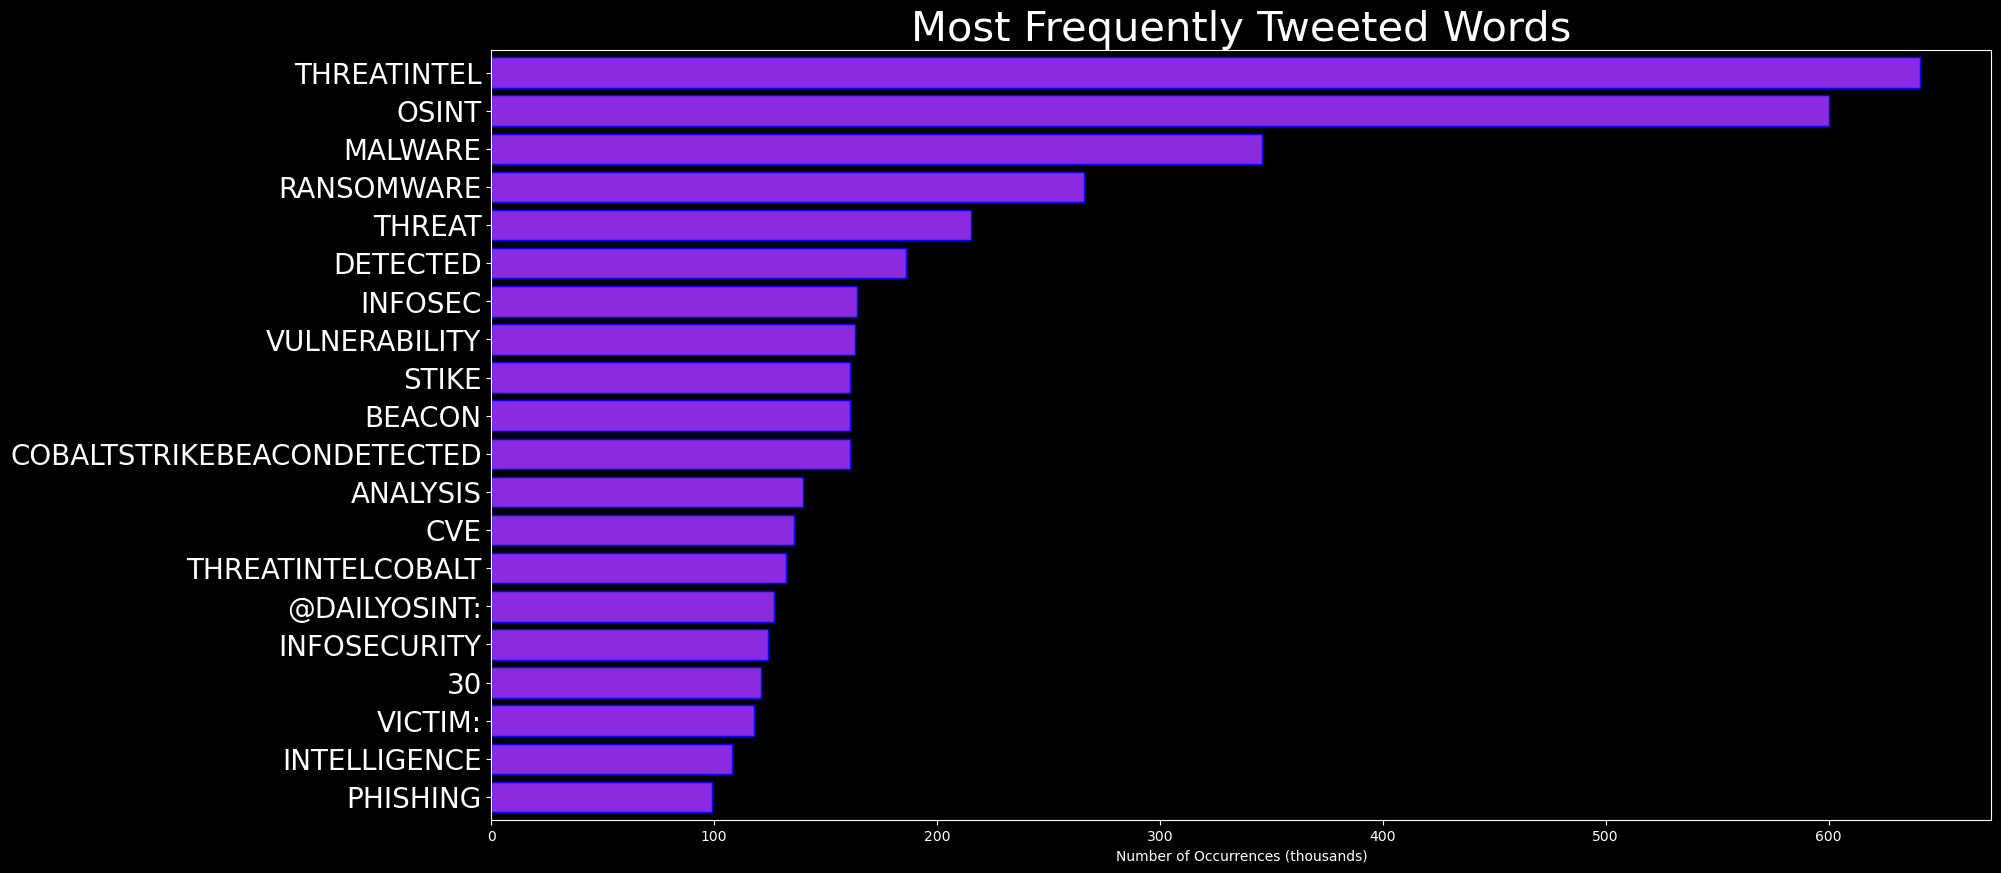 Most Frequently Tweeted Words
THREATINTEL
OSINT
MALWARE
RANSOMWARE
THREAT
DETECTED
INFOSEC
VULNERABILITY
STIKE
BEACON
COBALTSTRIKEBEACONDETECTED
ANALYSIS
CVE
THREATINTELCOBALT
@DAILYOSINT:
INFOSECURITY
30
VICTIM:
INTELLIGENCE
PHISHING
0 100 200 300 400 500 600
Number of Occurrences (thousands)